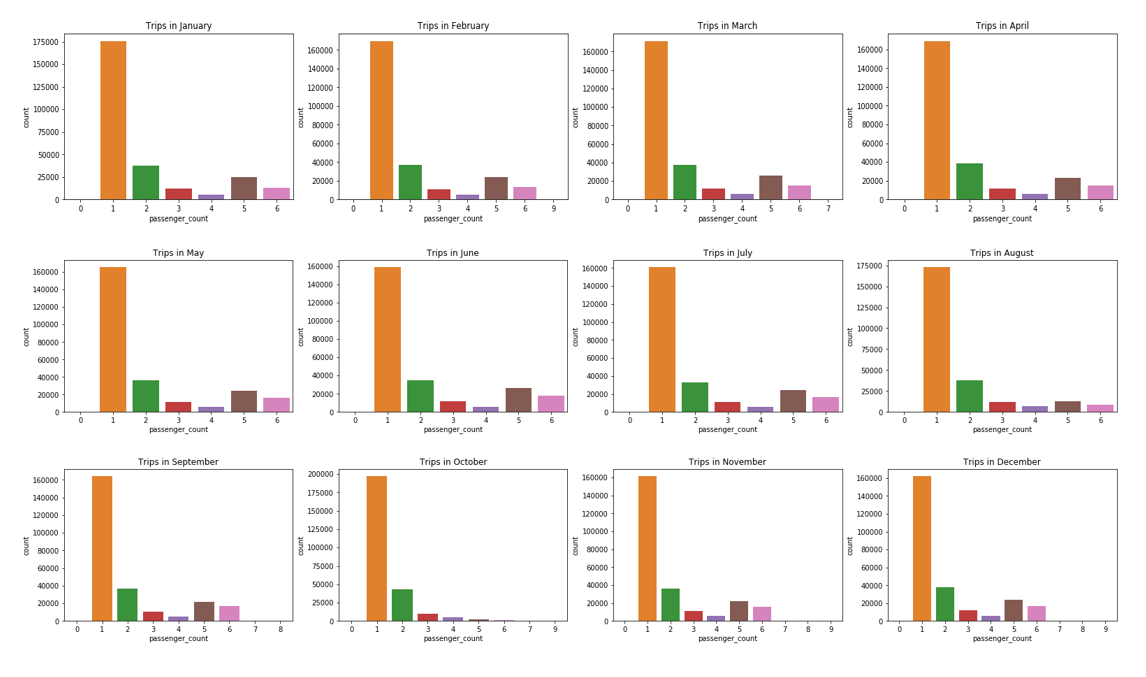 Trips in January
175000
150000
125000
100000
75000
50000
25000
0
count
0 1 2 3 4 5 6
passenger_count
Trips in February
160000
140000
120000
100000
80000
60000
40000
20000
0
count
0 1 2 3 4 5 6 9
passenger_count
Trips in March
160000
140000
120000
100000
80000
60000
40000
20000
0
count
0 1 2 3 4 5 6 7
passenger_count
Trips in April
160000
140000
120000
100000
80000
60000
40000
20000
0
count
0 1 2 3 4 5 6
passenger_count
Trips in May
160000
140000
120000
100000
80000
60000
40000
20000
0
count
0 1 2 3 4 5 6
passenger_count
Trips in June
160000
140000
120000
100000
80000
60000
40000
20000
0
count
0 1 2 3 4 5 6
passenger_count
Trips in July
160000
140000
120000
100000
80000
60000
40000
20000
0
count
0 1 2 3 4 5 6
passenger_count
Trips in August
175000
150000
125000
100000
75000
50000
25000
0
count
0 1 2 3 4 5 6
passenger_count
Trips in September
160000
140000
120000
100000
80000
60000
40000
20000
0
count
0 1 2 3 4 5 6 7 8
passenger_count
Trips in October
200000
175000
150000
125000
100000
75000
50000
25000
0
count
0 1 2 3 4 5 6 7 9
passenger_count
Trips in November
160000
140000
120000
100000
80000
60000
40000
20000
0
count
0 1 2 3 4 5 6 7 8 9
passenger_count
Trips in December
160000
140000
120000
100000
80000
60000
40000
20000
0
count
0 1 2 3 4 5 6 7 8 9
passenger_count